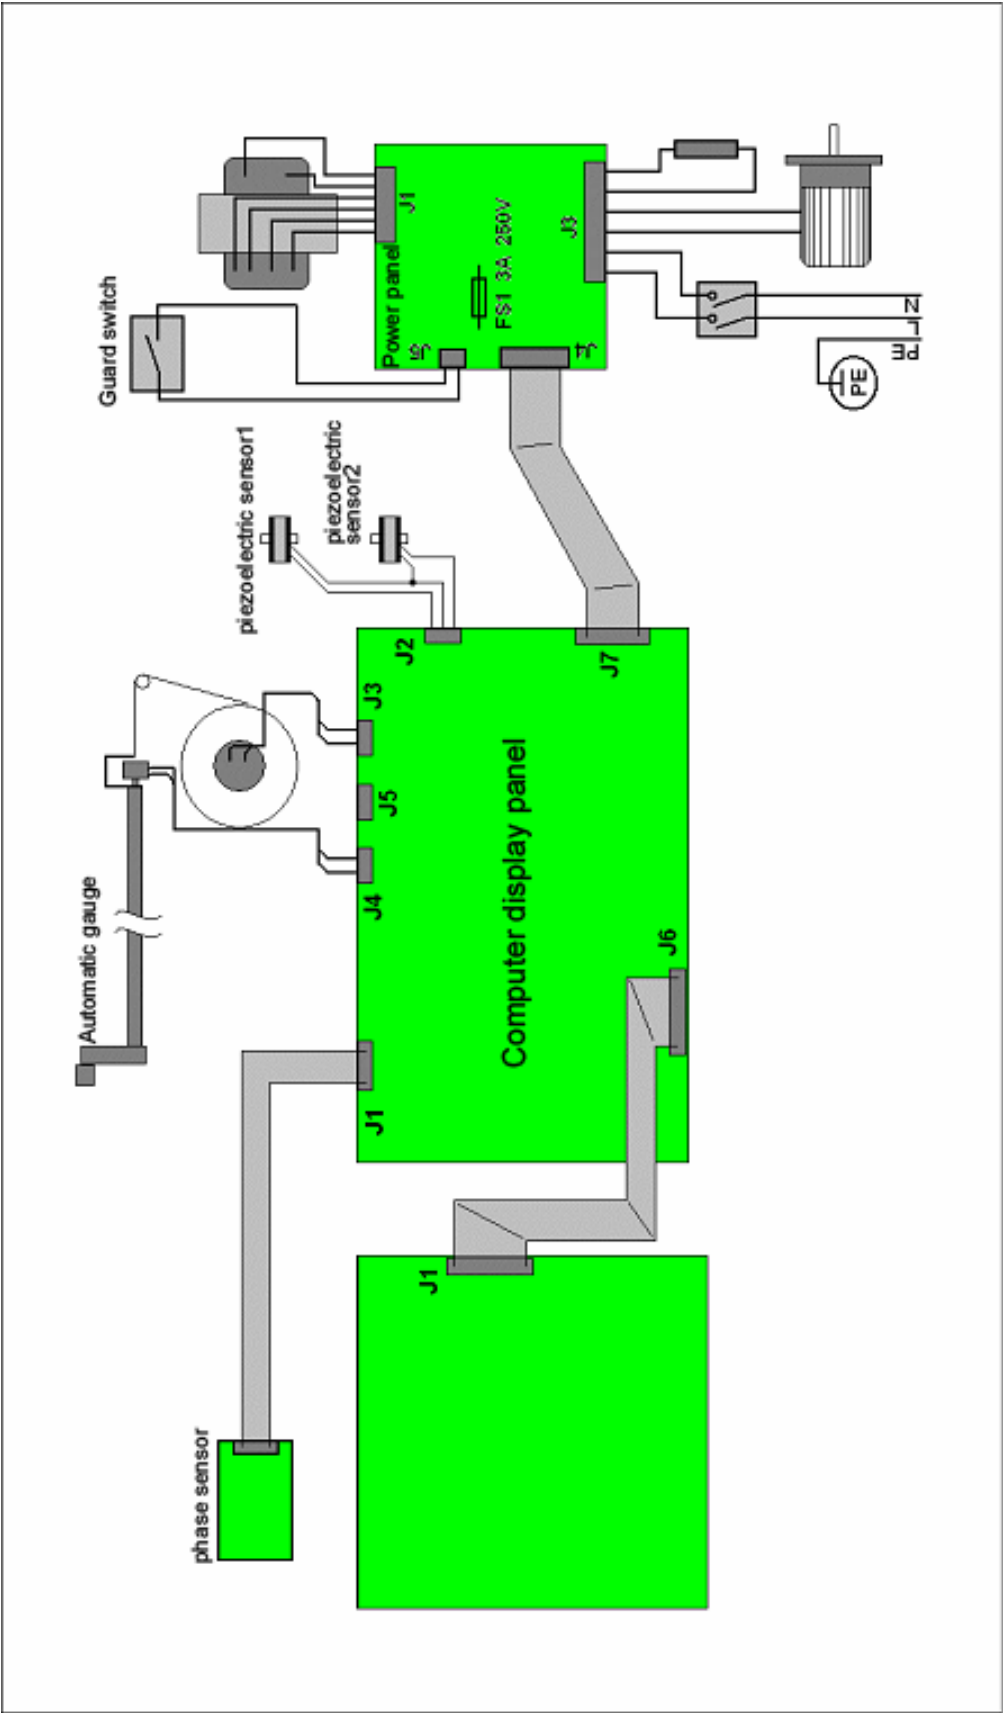 phase sensor
Automatic gauge
piezoelectric sensor1
piezoelectric
sensor2
Guard switch
J1
J4
J5
J3
J2
Computer display panel
J6
J7
J1
Power panel
J1
J5
FS1 3A 250V
J3
J4
N
L
PE
PE